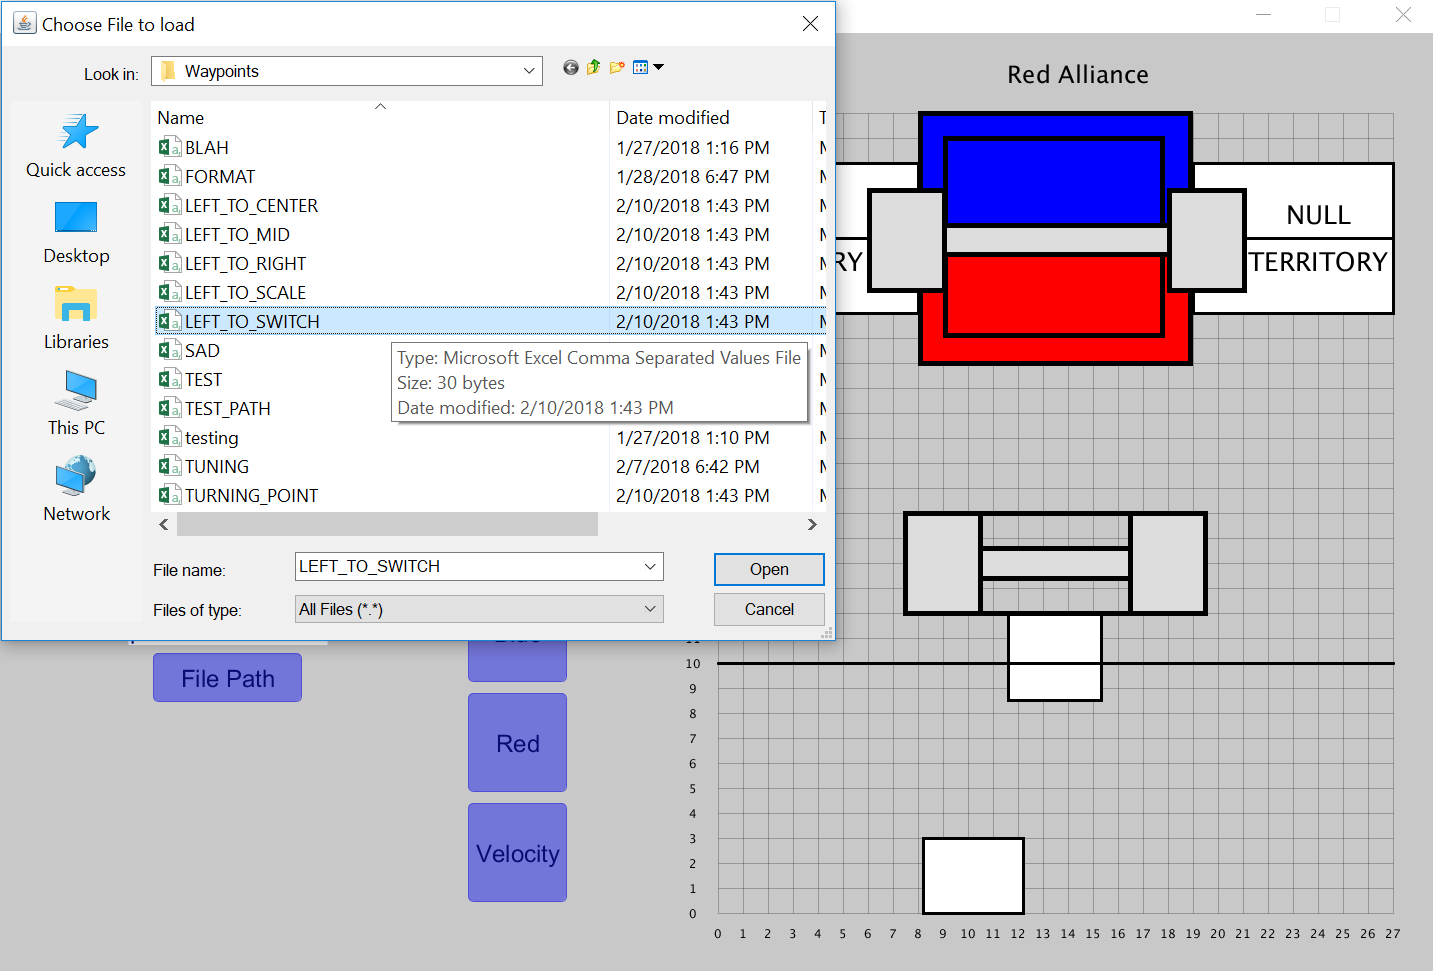 Choose File to load
Look in:
Waypoints
Quick access
Desktop
Libraries
This PC
Network
Name
Date modified
BLAH 1/27/2018 1:16 PM
FORMAT 1/28/2018 6:47 PM
LEFT_TO_CENTER 2/10/2018 1:43 PM
LEFT_TO_MID 2/10/2018 1:43 PM
LEFT_TO_RIGHT 2/10/2018 1:43 PM
LEFT_TO_SCALE 2/10/2018 1:43 PM
LEFT_TO_SWITCH 2/10/2018 1:43 PM
SAD
TEST
TEST_PATH
testing 1/27/2018 1:10 PM
TUNING 2/7/2018 6:42 PM
TURNING_POINT 2/10/2018 1:43 PM
Type: Microsoft Excel Comma Separated Values File
Size: 30 bytes
Date modified: 2/10/2018 1:43 PM
File name: LEFT_TO_SWITCH
Open
Files of type: All Files (*.*)
Cancel
File Path
Red
Velocity
Red Alliance
NULL
RY
TERRITORY
10
9
8
7
6
5
4
3
2
1
0
0 1 2 3 4 5 6 7 8 9 10 11 12 13 14 15 16 17 18 19 20 21 22 23 24 25 26 27